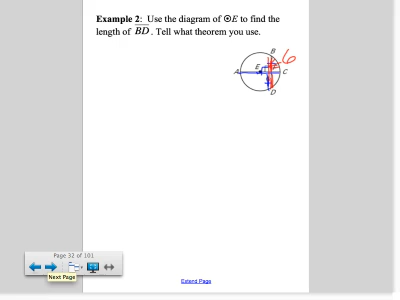 Example 2: Use the diagram of ⊙E to find the
length of BD. Tell what theorem you use.
B
6
E
A
C
D
Page 32 of 101
Next Page
Extend Page